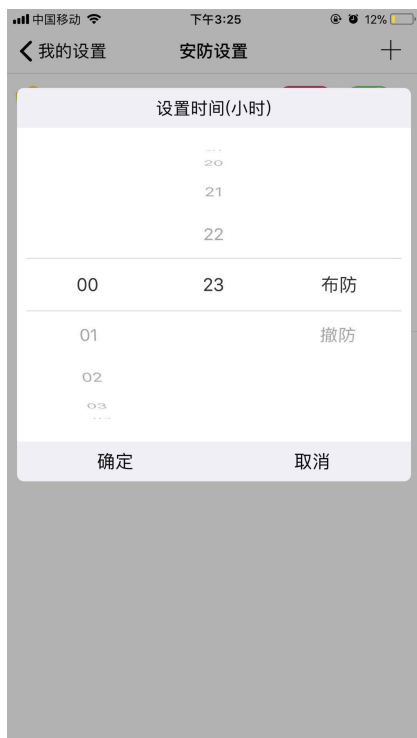 中国移动 下午3:25 12%
我的设置 安防设置
设置时间(小时)
20
21
22
00 23 布防
01 撤防
02
03
确定 取消